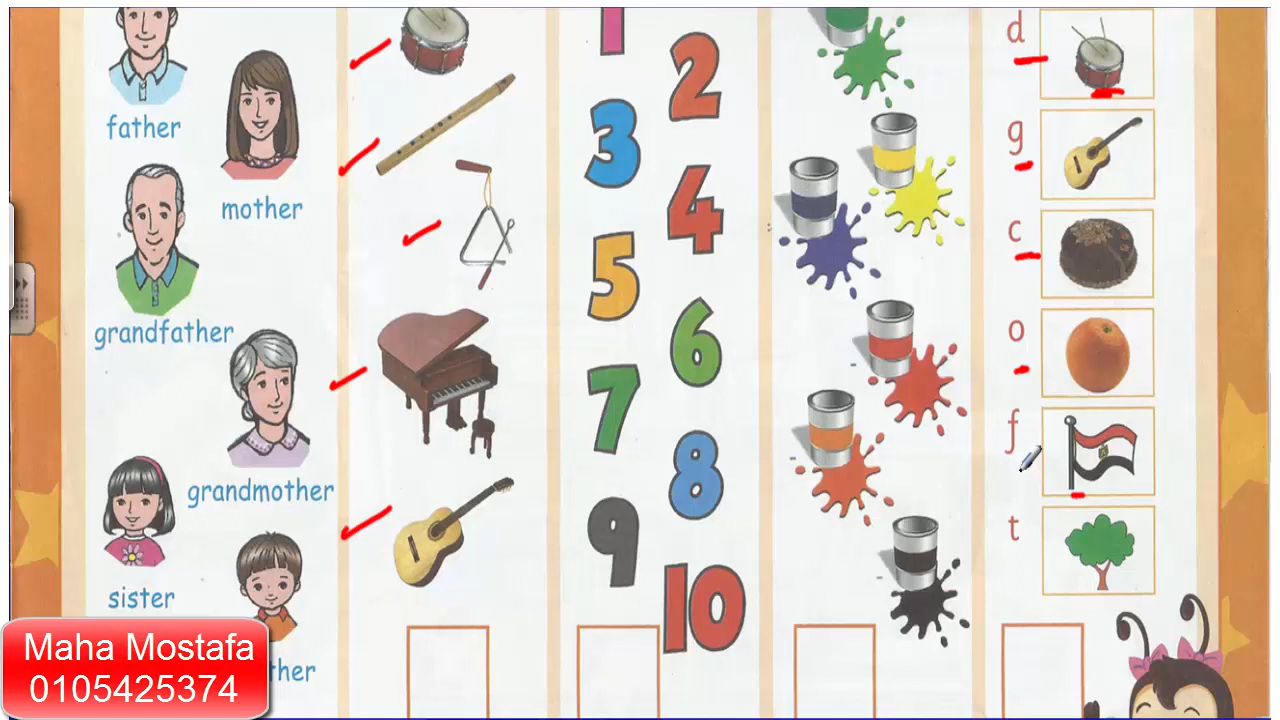 father
mother
grandfather
grandmother
sister
ther
1
2
3
4
5
6
7
8
9
10
d
g
c
o
f
t
Maha Mostafa
0105425374